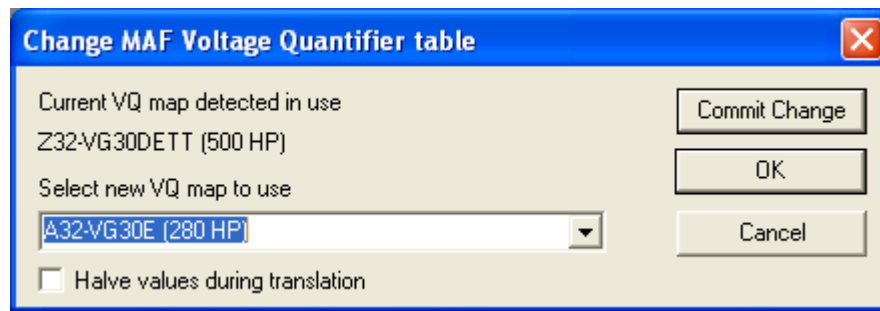 Change MAF Voltage Quantifier table
Current VQ map detected in use
Z32-VG30DETT (500 HP)
Select new VQ map to use
A32-VG30E (280 HP)
Halve values during translation
Commit Change
OK
Cancel